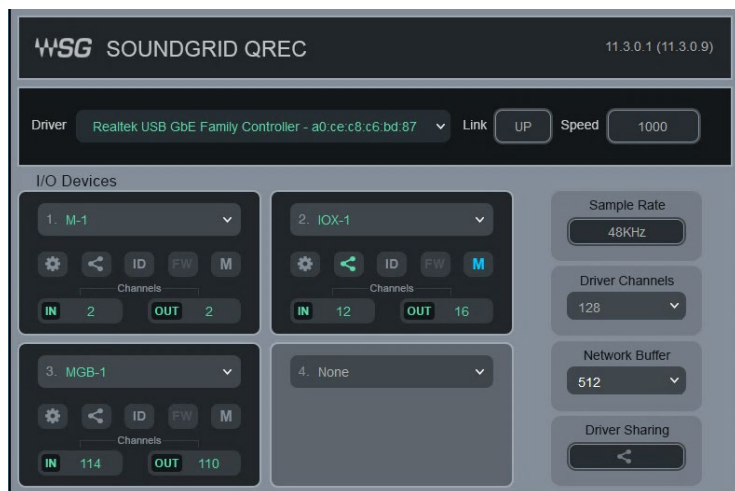 WSG SOUNDGRID QREC 11.3.0.1 (11.3.0.9)
Driver Realtek USB GbE Family Controller - a0:ce:c8:c6:bd:87 Link UP Speed 1000
I/O Devices
1. M-1
ID FW M
Channels
IN 2 OUT 2
2. IOX-1
ID FW M
Channels
IN 12 OUT 16
3. MGB-1
ID FW M
Channels
IN 114 OUT 110
4. None
Sample Rate
48KHz
Driver Channels
128
Network Buffer
512
Driver Sharing